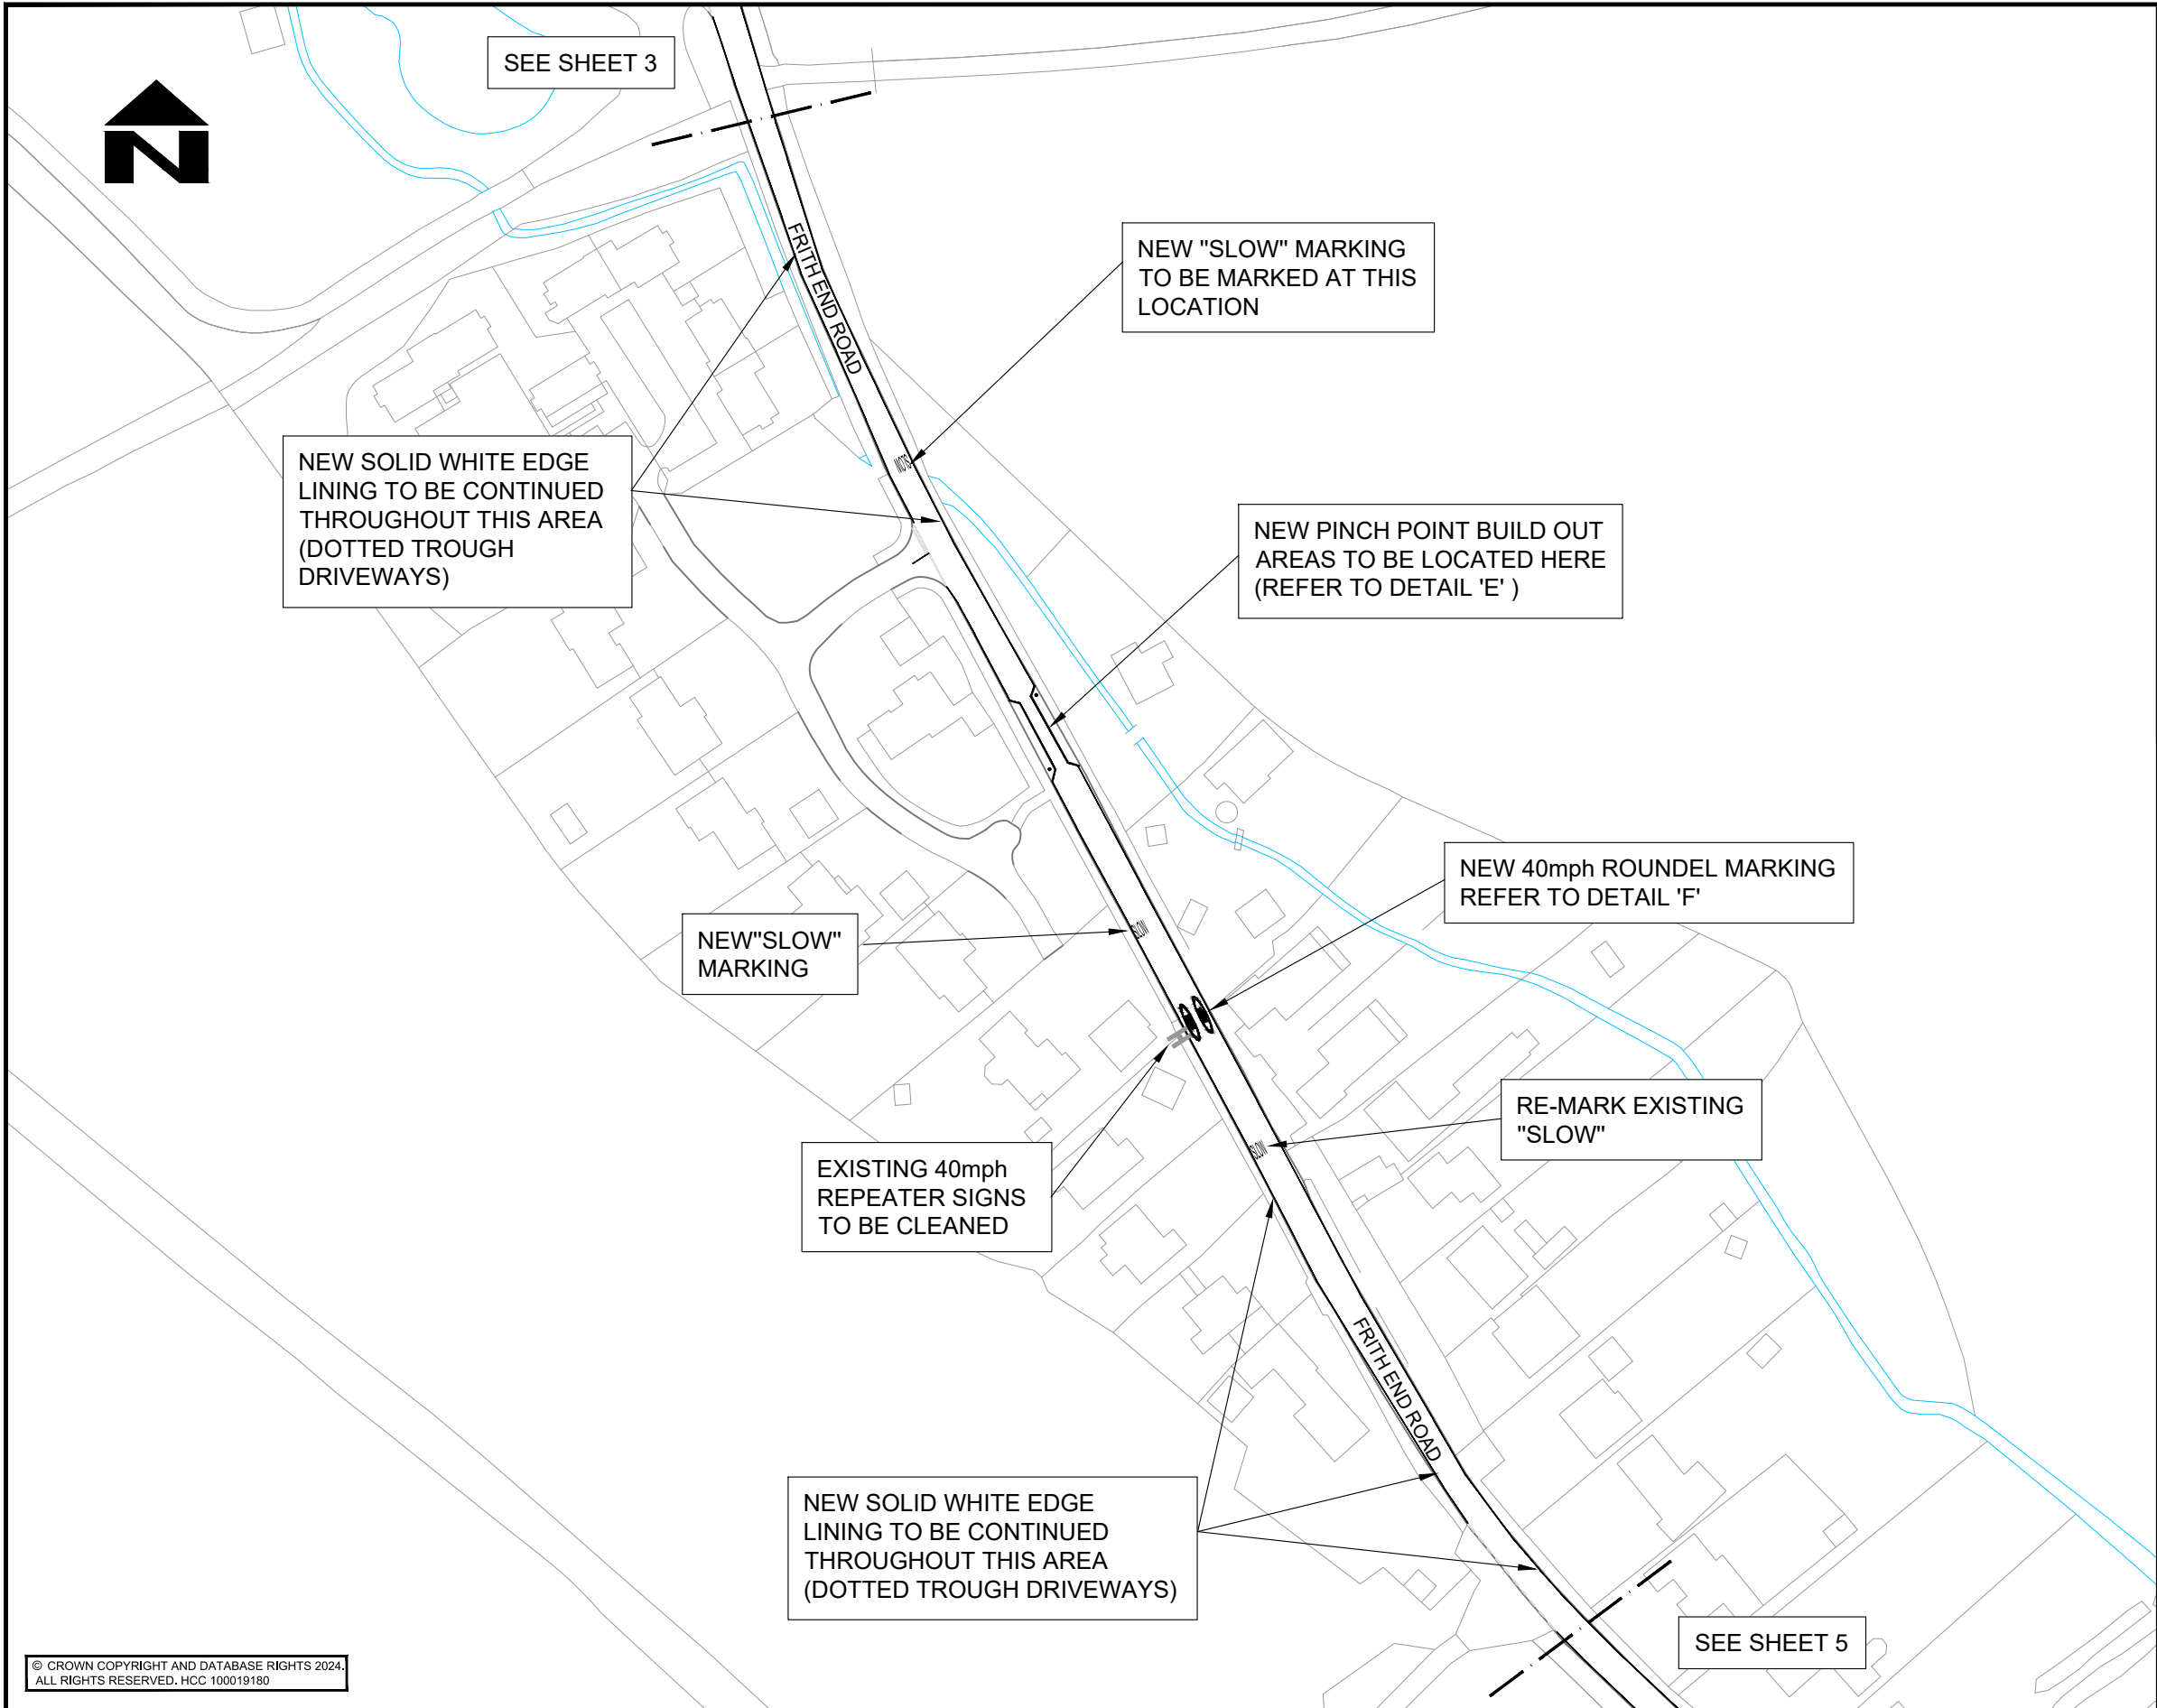 SEE SHEET 3
N
NEW "SLOW" MARKING
TO BE MARKED AT THIS
LOCATION
FRITH END ROAD
NEW SOLID WHITE EDGE
LINING TO BE CONTINUED
THROUGHOUT THIS AREA
(DOTTED TROUGH
DRIVEWAYS)
SLOW
NEW PINCH POINT BUILD OUT
AREAS TO BE LOCATED HERE
(REFER TO DETAIL 'E' )
NEW 40mph ROUNDEL MARKING
REFER TO DETAIL 'F'
NEW"SLOW"
MARKING
SLOW
RE-MARK EXISTING
"SLOW"
SLOW
EXISTING 40mph
REPEATER SIGNS
TO BE CLEANED
FRITH END ROAD
NEW SOLID WHITE EDGE
LINING TO BE CONTINUED
THROUGHOUT THIS AREA
(DOTTED TROUGH DRIVEWAYS)
SEE SHEET 5
© CROWN COPYRIGHT AND DATABASE RIGHTS 2024.
ALL RIGHTS RESERVED. HCC 100019180